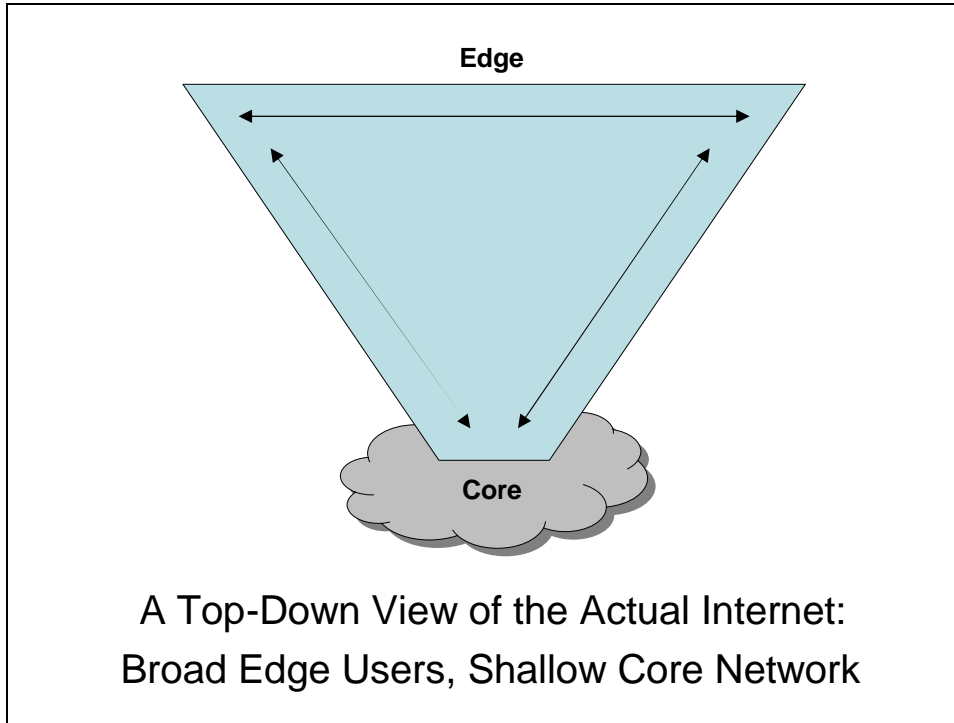 Edge
Core
A Top-Down View of the Actual Internet:
Broad Edge Users, Shallow Core Network